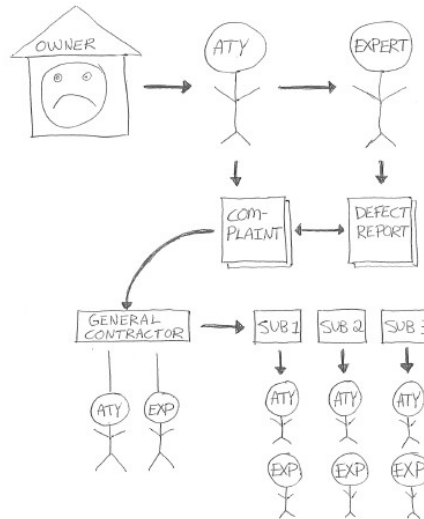 OWNER
ATY
EXPERT
COM-
PLAINT
DEFECT
REPORT
GENERAL
CONTRACTOR
SUB 1
SUB 2
SUB 3
ATY
EXP
ATY
ATY
ATY
EXP
EXP
EXP